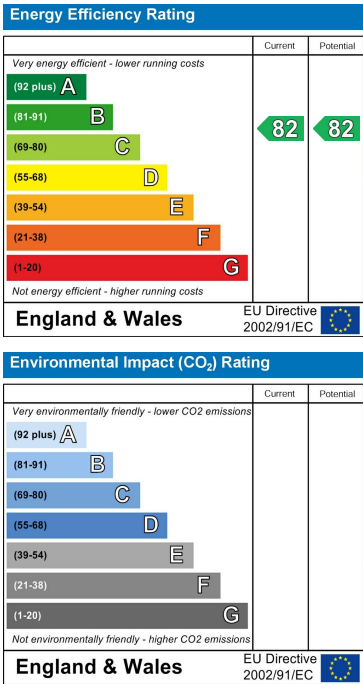 Energy Efficiency Rating
Current Potential
Very energy efficient - lower running costs
(92 plus) A
(81-91) B
82 82
(69-80) C
(55-68) D
(39-54) E
(21-38) F
(1-20) G
Not energy efficient - higher running costs
England & Wales
EU Directive
2002/91/EC
Environmental Impact (CO₂) Rating
Current Potential
Very environmentally friendly - lower CO2 emissions
(92 plus) A
(81-91) B
(69-80) C
(55-68) D
(39-54) E
(21-38) F
(1-20) G
Not environmentally friendly - higher CO2 emissions
England & Wales
EU Directive
2002/91/EC